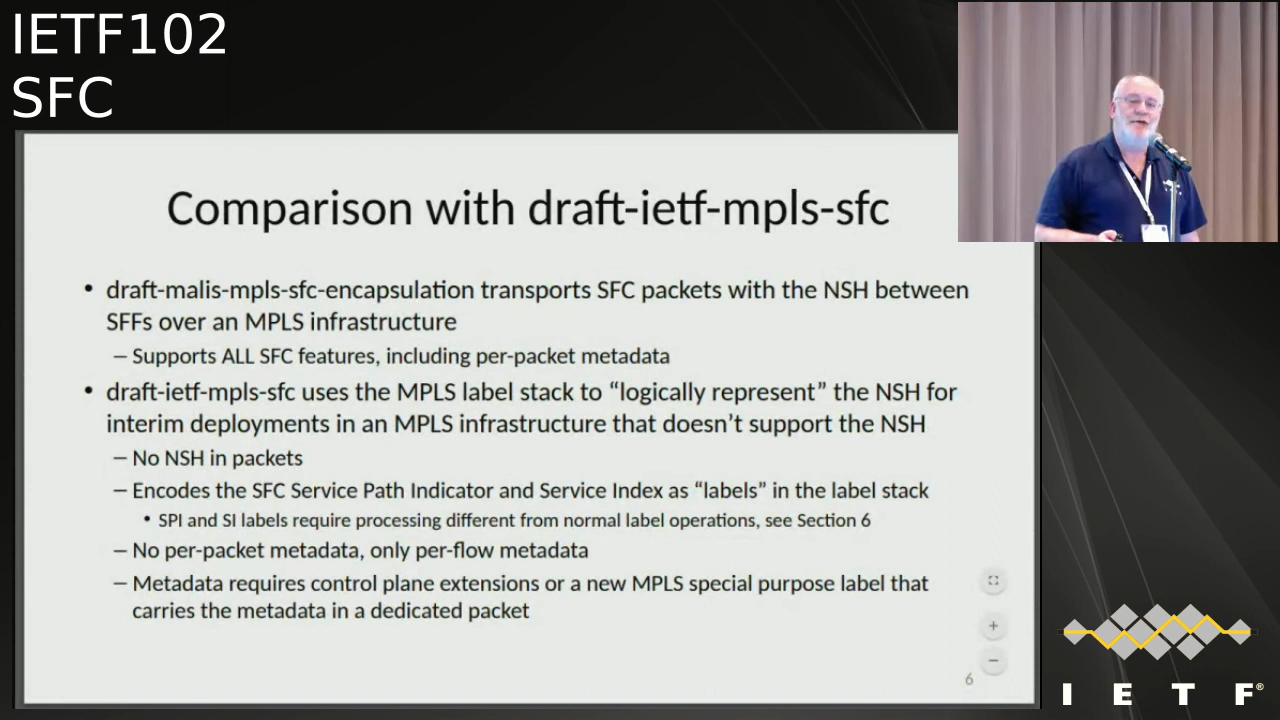 IETF102
SFC
Comparison with draft-ietf-mpls-sfc
• draft-malis-mpls-sfc-encapsulation transports SFC packets with the NSH between
SFFs over an MPLS infrastructure
– Supports ALL SFC features, including per-packet metadata
• draft-ietf-mpls-sfc uses the MPLS label stack to “logically represent” the NSH for
interim deployments in an MPLS infrastructure that doesn’t support the NSH
– No NSH in packets
– Encodes the SFC Service Path Indicator and Service Index as “labels” in the label stack
• SPI and SI labels require processing different from normal label operations, see Section 6
– No per-packet metadata, only per-flow metadata
– Metadata requires control plane extensions or a new MPLS special purpose label that
carries the metadata in a dedicated packet
6
I E T F®